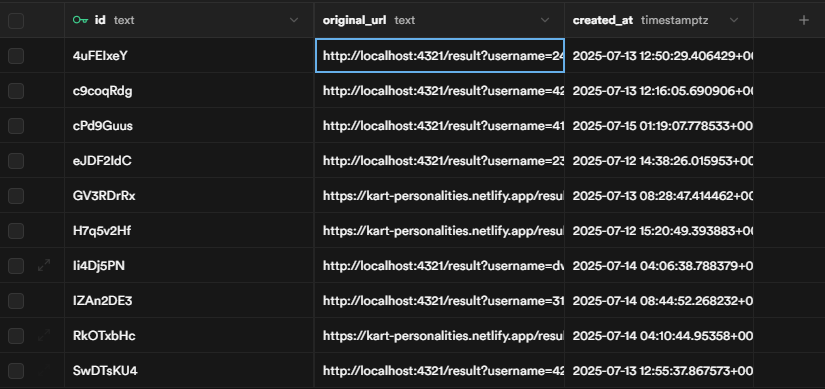 id text original_url text created_at timestamptz +
4uFEIxeY http://localhost:4321/result?username=24 2025-07-13 12:50:29.406429+00
c9coqRdg http://localhost:4321/result?username=42 2025-07-13 12:16:05.690906+00
cPd9Guus http://localhost:4321/result?username=41 2025-07-15 01:19:07.778533+00
eJDF2IdC http://localhost:4321/result?username=23 2025-07-12 14:38:26.015953+00
GV3RDrRx https://kart-personalities.netlify.app/resul 2025-07-13 08:28:47.414462+00
H7q5v2Hf https://kart-personalities.netlify.app/resul 2025-07-12 15:20:49.393883+00
Ii4Dj5PN http://localhost:4321/result?username=dv 2025-07-14 04:06:38.788379+00
IZAn2DE3 http://localhost:4321/result?username=31 2025-07-14 08:44:52.268232+0
RkOTxbHc https://kart-personalities.netlify.app/resul 2025-07-14 04:10:44.95358+00
SwDTsKU4 http://localhost:4321/result?username=42 2025-07-13 12:55:37.867573+00